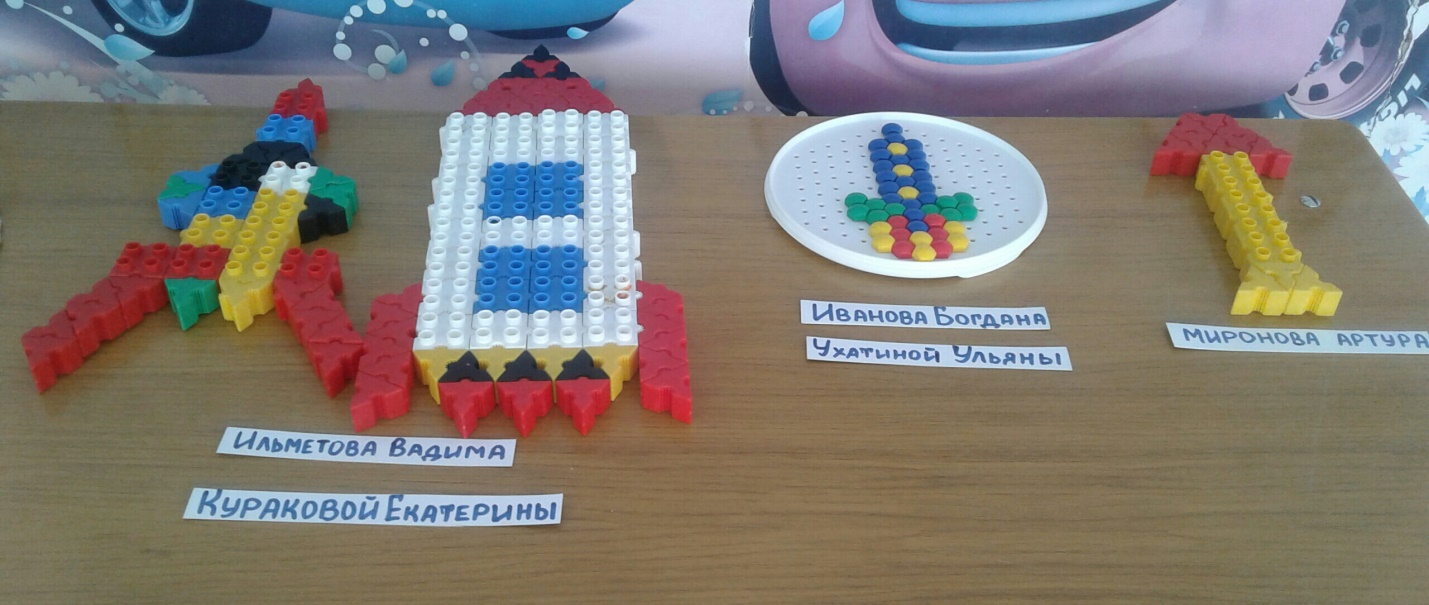 Ильметова Вадима
Кураковой Екатерины
Иванова Богдана
Ухатиной Ульяны
Миронова Артура